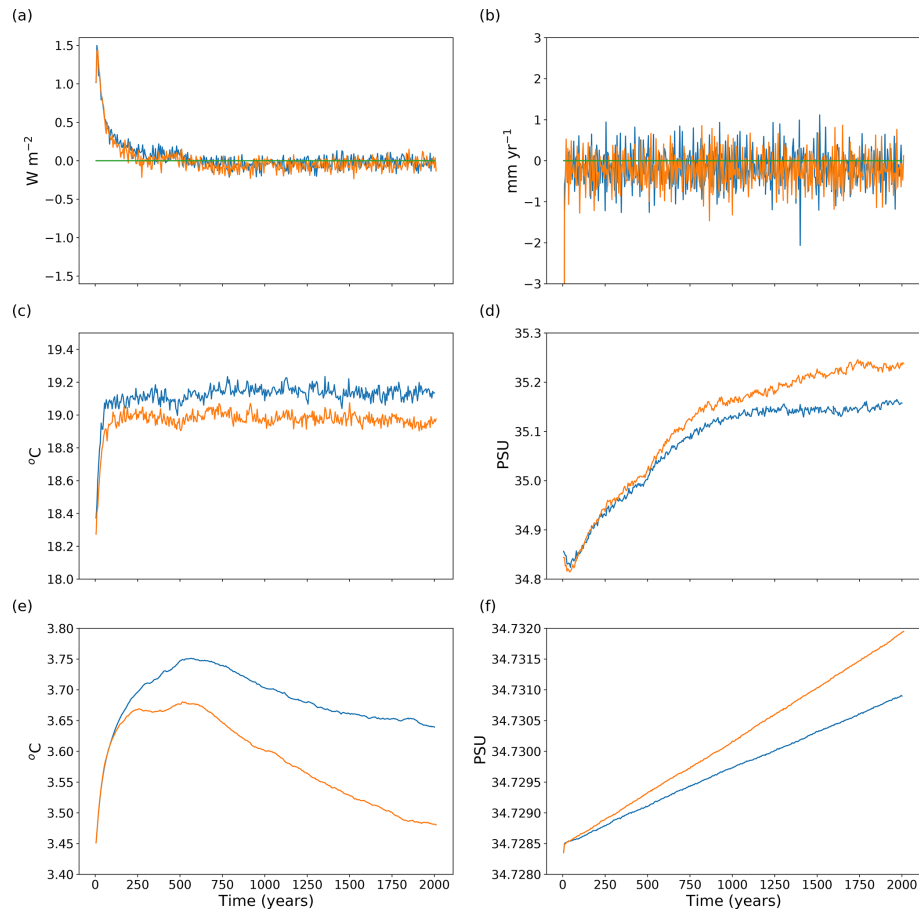 (a)
1.5
1.0
0.5
0.0
−0.5
−1.0
−1.5
W m−2
(b)
3
2
1
0
−1
−2
−3
mm yr−1
(c)
19.4
19.2
19.0
18.8
18.6
18.4
18.2
18.0
oC
(d)
35.3
35.2
35.1
35.0
34.9
34.8
PSU
(e)
3.80
3.75
3.70
3.65
3.60
3.55
3.50
3.45
3.40
oC
0 250 500 750 1000 1250 1500 1750 2000
Time (years)
(f)
34.7320
34.7315
34.7310
34.7305
34.7300
34.7295
34.7290
34.7285
34.7280
PSU
0 250 500 750 1000 1250 1500 1750 2000
Time (years)